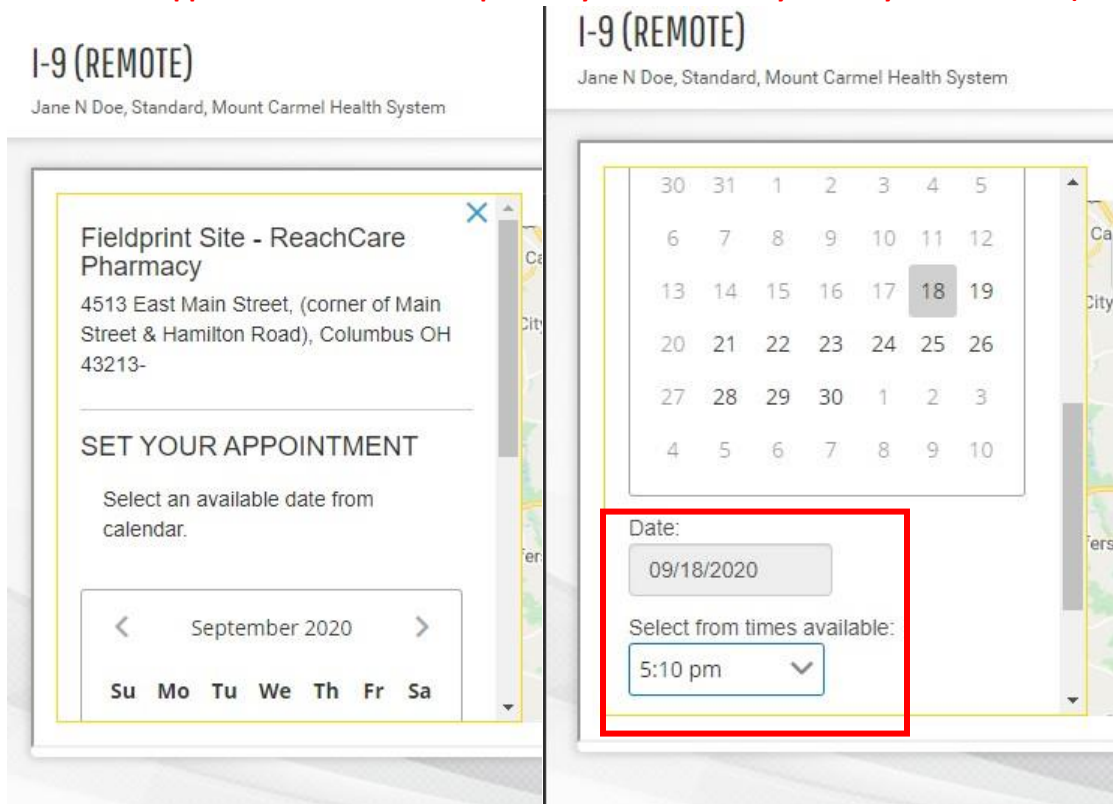 I-9 (REMOTE)
Jane N Doe, Standard, Mount Carmel Health System
Fieldprint Site - ReachCare
Pharmacy
4513 East Main Street, (corner of Main
Street & Hamilton Road), Columbus OH
43213-
SET YOUR APPOINTMENT
Select an available date from
calendar.
September 2020
Su Mo Tu We Th Fr Sa
I-9 (REMOTE)
Jane N Doe, Standard, Mount Carmel Health System
30 31 1 2 3 4 5
6 7 8 9 10 11 12
13 14 15 16 17 18 19
20 21 22 23 24 25 26
27 28 29 30 1 2 3
4 5 6 7 8 9 10
Date:
09/18/2020
Select from times available:
5:10 pm